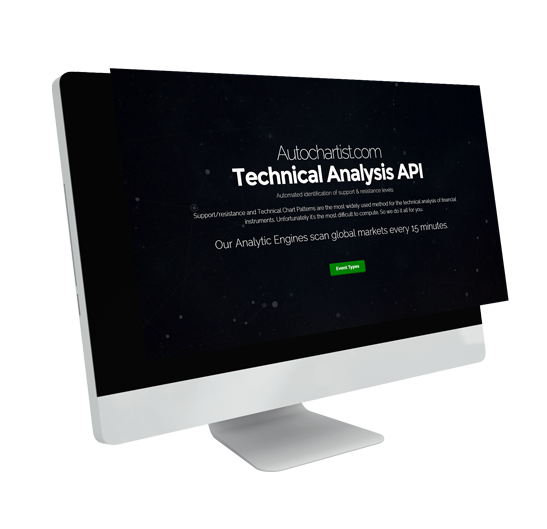 Autochartist.com
Technical Analysis API
Automated identification of support & resistance levels
Support/resistance and Technical Chart Patterns are the most widely used method for the technical analysis of financial
instruments. Unfortunately it's the most difficult to compute. So we do it all for you.
Our Analytic Engines scan global markets every 15 minutes.
Event Types